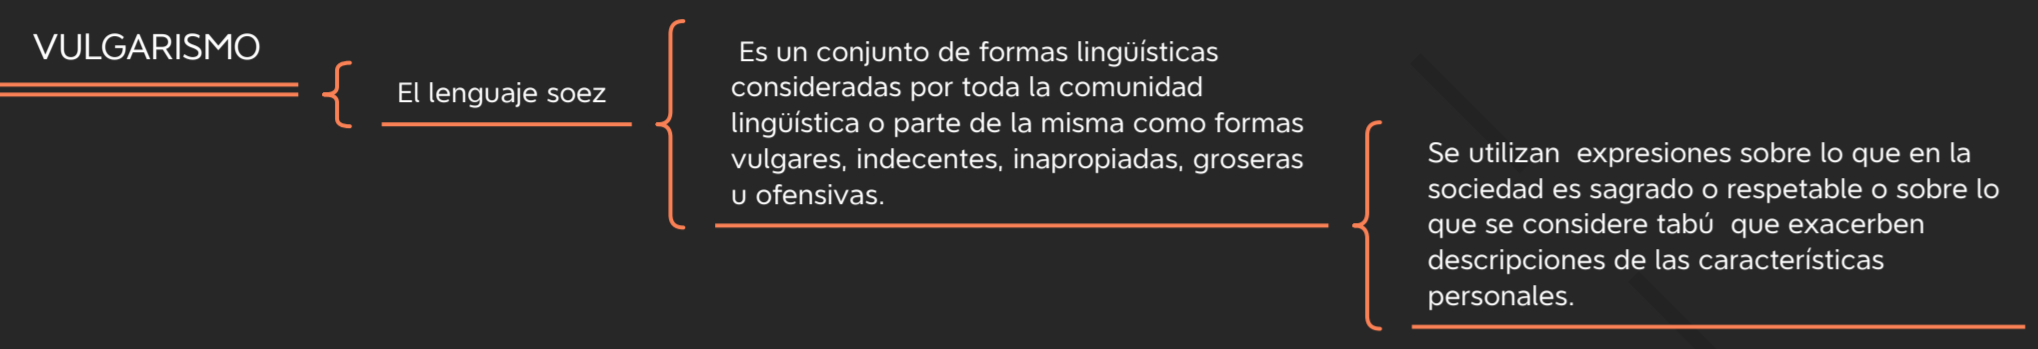 VULGARISMO
El lenguaje soez
Es un conjunto de formas lingüísticas
consideradas por toda la comunidad
lingüística o parte de la misma como formas
vulgares, indecentes, inapropiadas, groseras
u ofensivas.
Se utilizan  expresiones sobre lo que en la
sociedad es sagrado o respetable o sobre lo
que se considere tabú  que exacerben
descripciones de las características
personales.